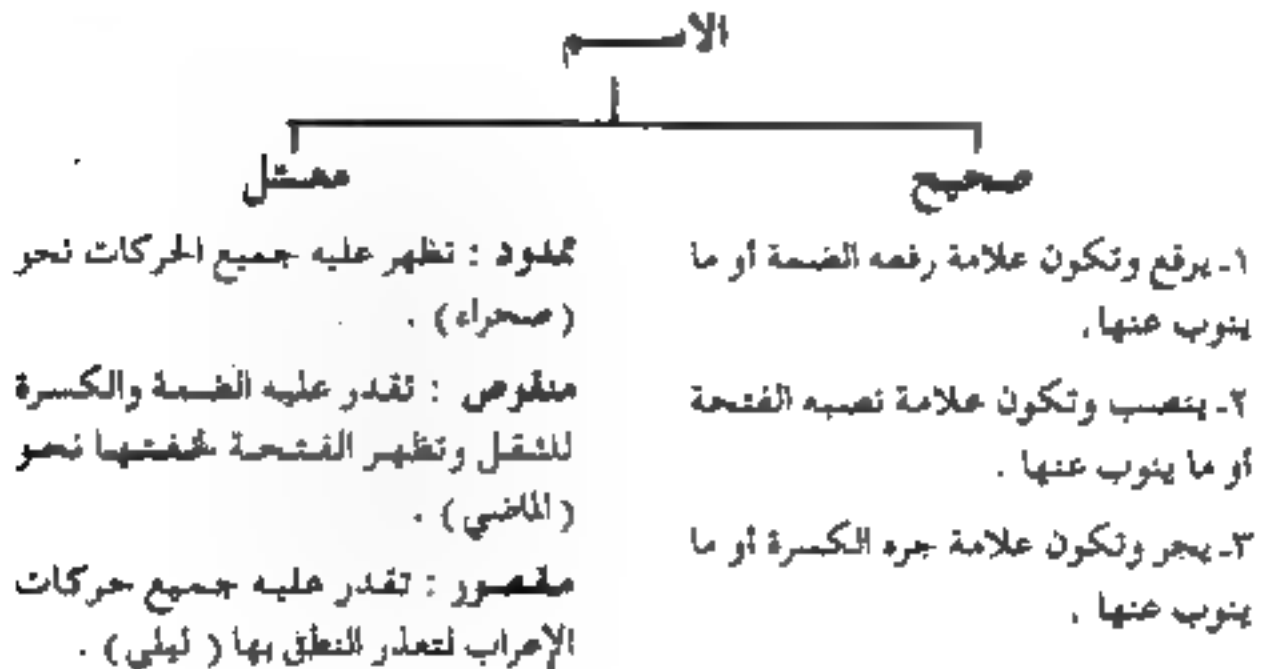 الاسم
صحيح
١ـ يرفع وتكون علامة رفعه الضمة أو ما
ينوب عنها .
٢ـ ينصب وتكون علامة نصبه الفتحة
أو ما ينوب عنها .
٣ـ يجر وتكون علامة جره الكسرة أو ما
ينوب عنها .
معتل
ممدود : تظهر عليه جميع الحركات نحو
( صحراء ) .
منقوص : تقدر عليه الضمة والكسرة
للثقل وتظهر الفتحة لخفتها نحو
( الماضي ) .
مقصور : تقدر عليه جميع حركات
الإعراب لتعذر النطق بها ( ليلى ) .